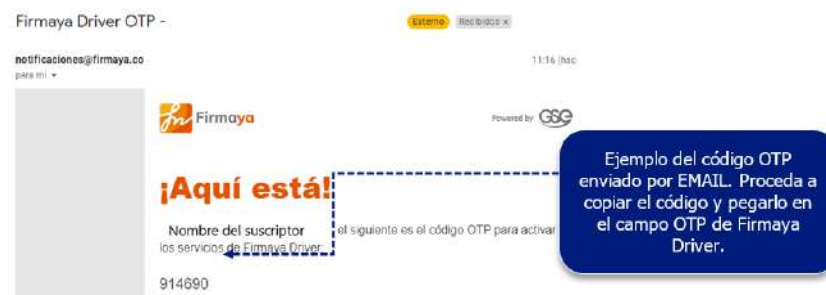 Firmaya Driver OTP -
Externo
Recibidos x
notificaciones@firmaya.co
para mí
11:16 (hac
Firmaya
Powered by GSE
¡Aquí está!
Nombre del suscriptor
el siguiente es el código OTP para activar
los servicios de Firmaya Driver:
914690
Ejemplo del código OTP
enviado por EMAIL. Proceda a
copiar el código y pegarlo en
el campo OTP de Firmaya
Driver.